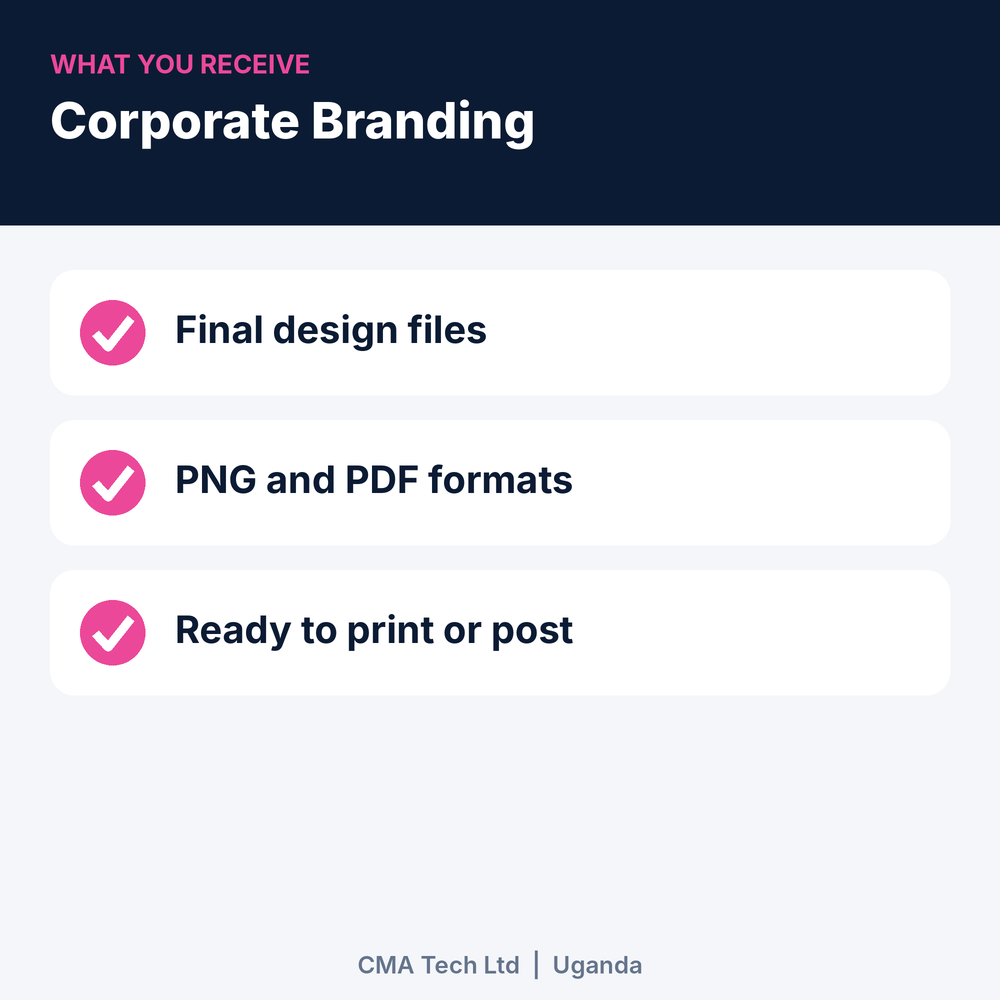 WHAT YOU RECEIVE
Corporate Branding
Final design files
PNG and PDF formats
Ready to print or post
CMA Tech Ltd | Uganda